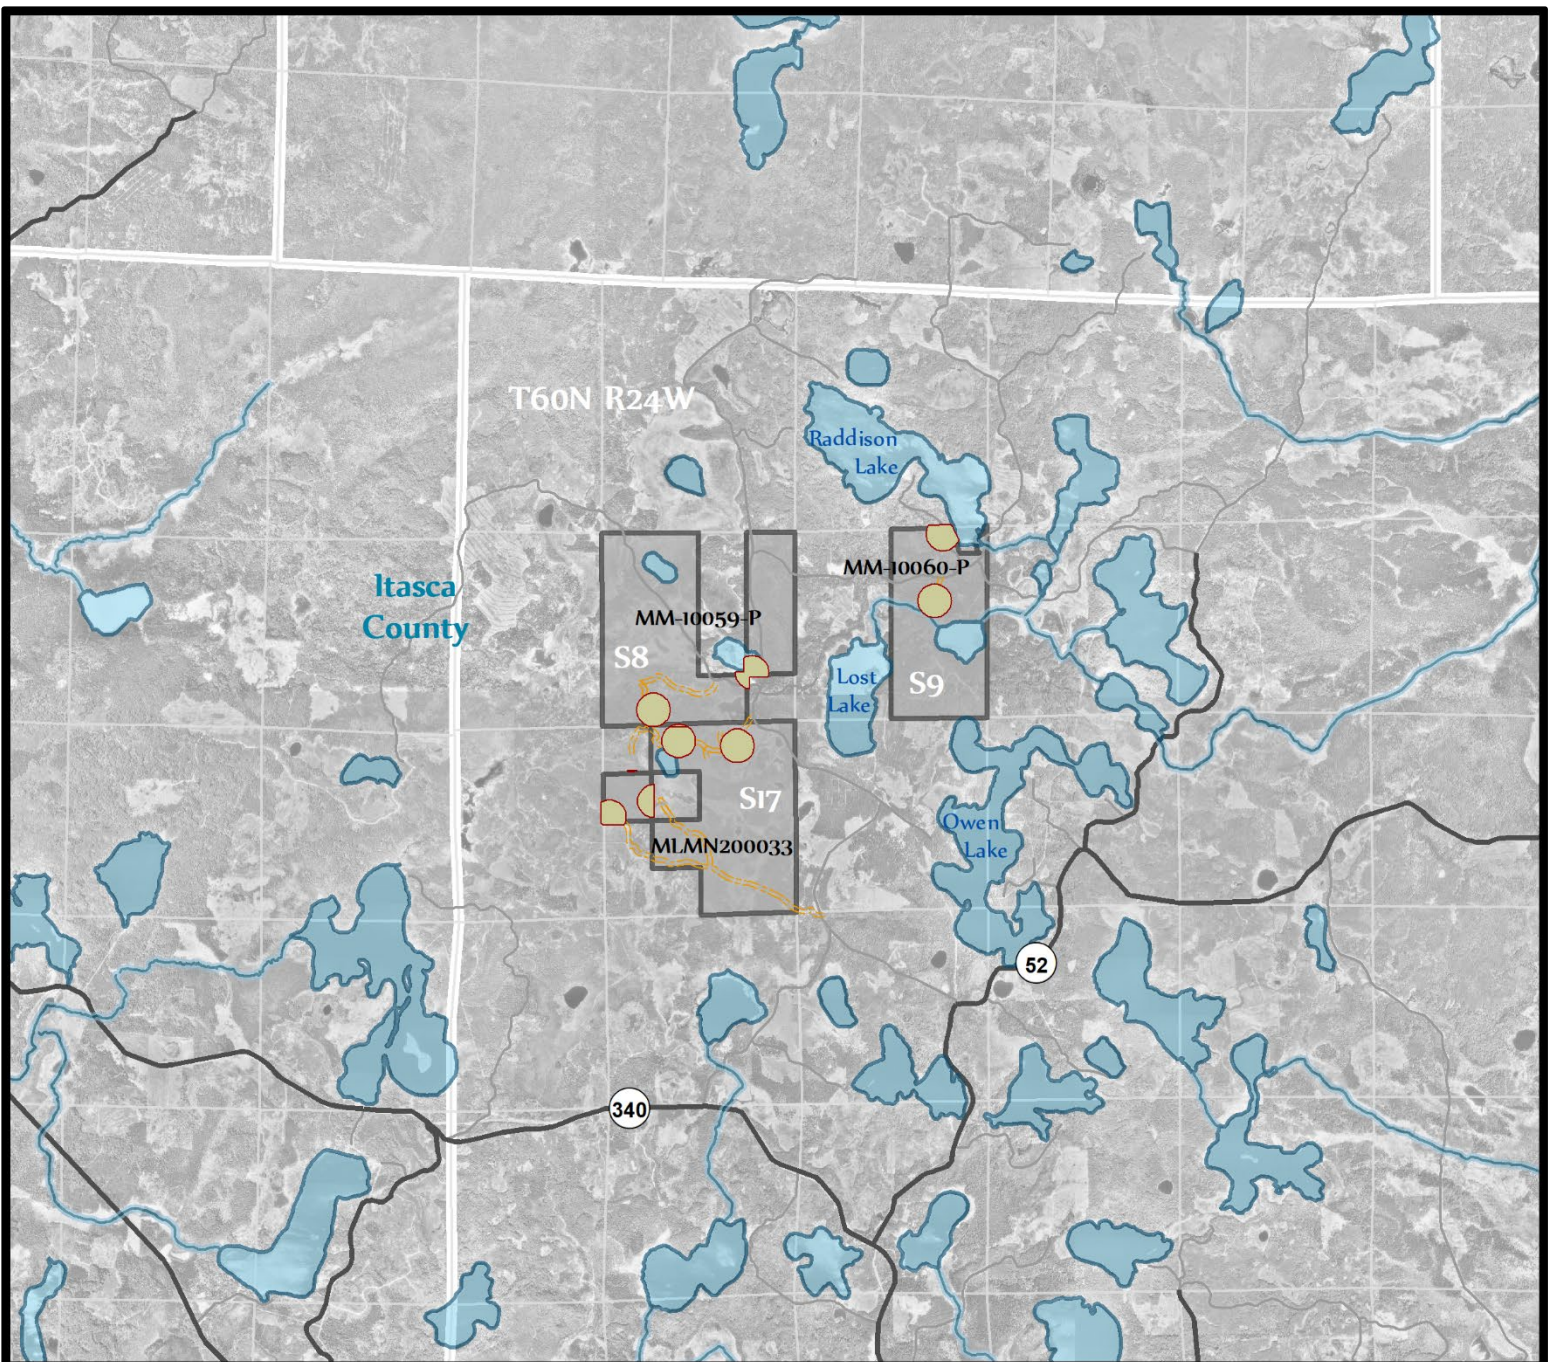 T60N R24W
Raddison
Lake
MM-10060-P
Itasca
County
MM-10059-P
S8
Lost
Lake
S9
S17
Owen
Lake
MLMN200033
52
340